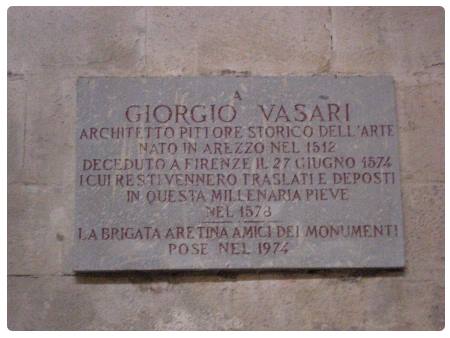 A
GIORGIO VASARI
ARCHITETTO PITTORE STORICO DELL'ARTE
NATO IN AREZZO NEL 1512
DECEDUTO A FIRENZE IL 27 GIUGNO 1574
I CUI RESTI VENNERO TRASLATI E DEPOSTI
IN QUESTA MILLENARIA PIEVE
NEL 1578
LA BRIGATA ARETINA AMICI DEI MONUMENTI
POSE NEL 1974